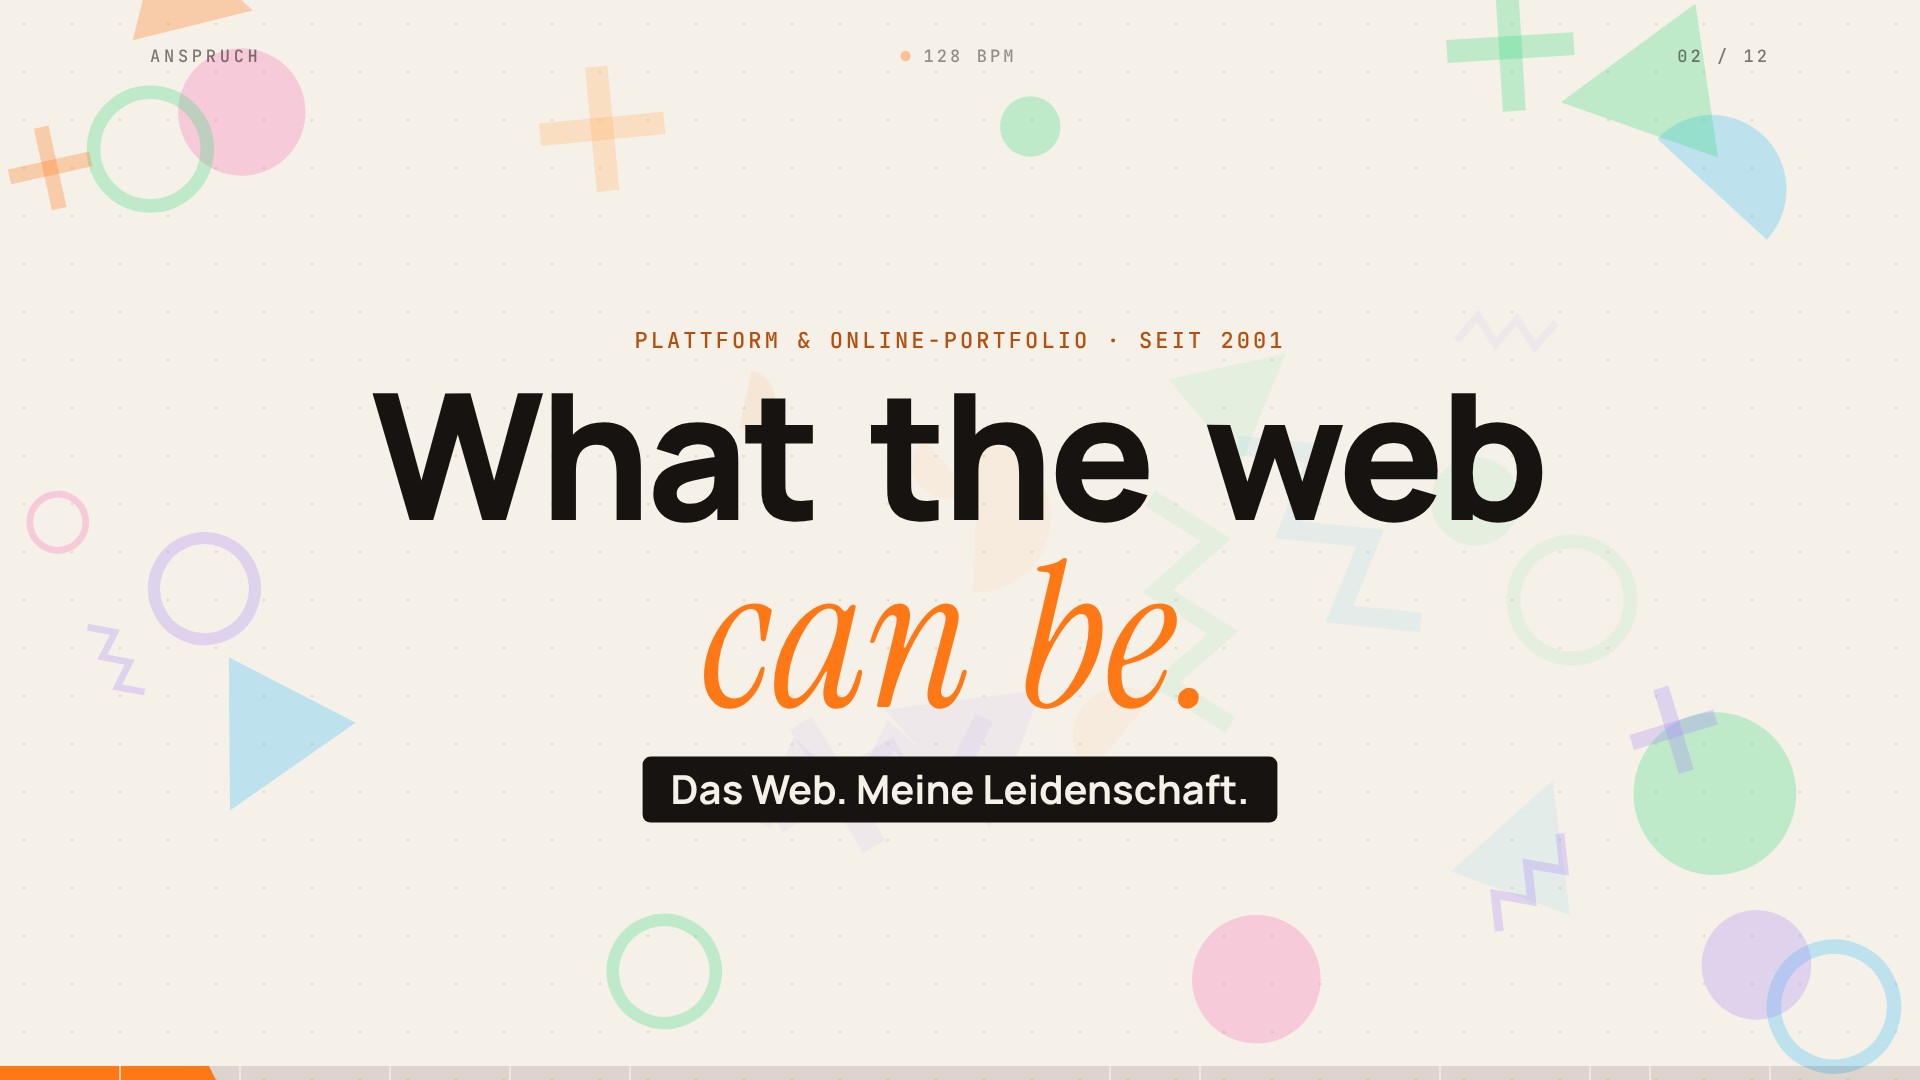 ANSPRUCH
128 BPM
02 / 12
PLATTFORM & ONLINE-PORTFOLIO · SEIT 2001
What the web
can be.
Das Web. Meine Leidenschaft.